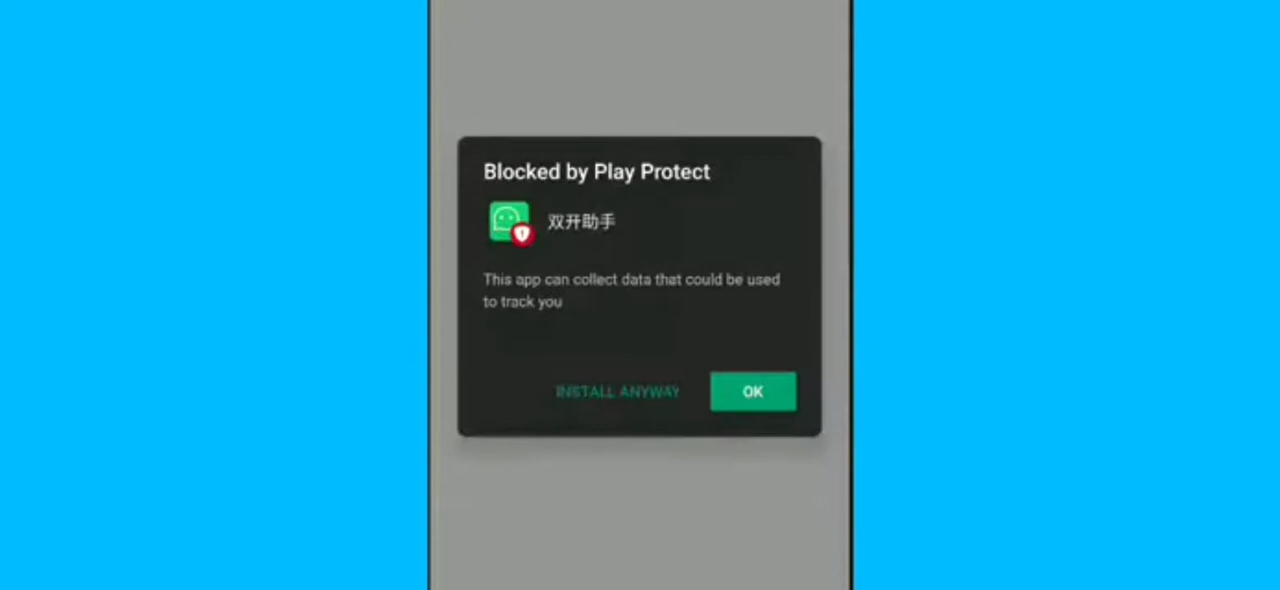 Blocked by Play Protect
双开助手
This app can collect data that could be used
to track you
INSTALL ANYWAY
OK